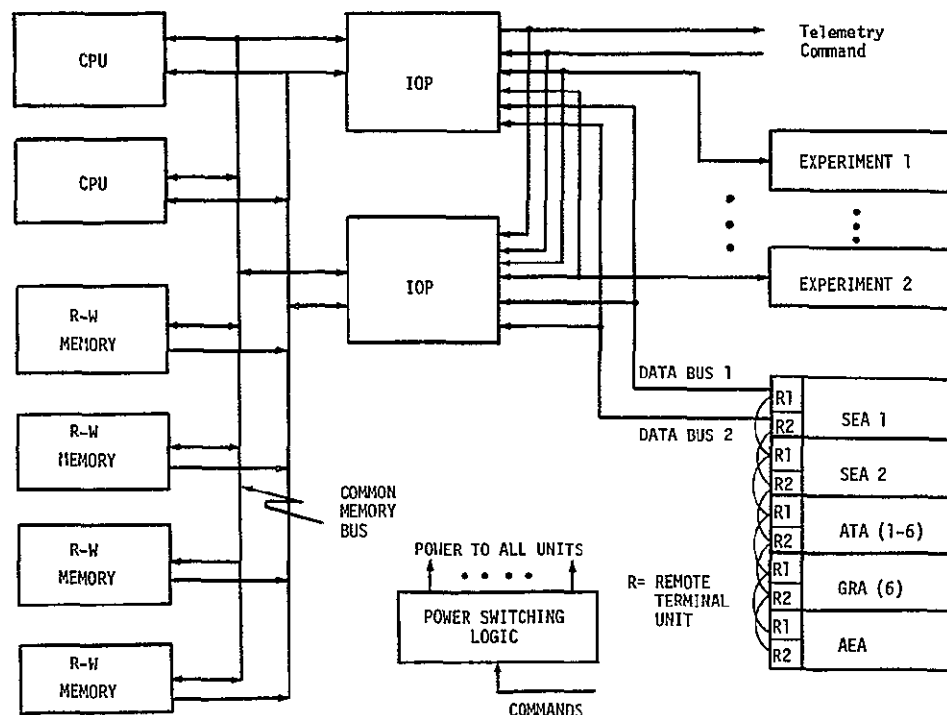 CPU
IOP
Telemetry
Command
CPU
EXPERIMENT 1
IOP
EXPERIMENT 2
R-W
MEMORY
DATA BUS 1
R1
R2
SEA 1
DATA BUS 2
R-W
MEMORY
R1
R2
SEA 2
COMMON
MEMORY
BUS
R1
R2
ATA (1-6)
R-W
MEMORY
POWER TO ALL UNITS
R= REMOTE
TERMINAL
UNIT
R1
R2
GRA (6)
POWER SWITCHING
LOGIC
R1
R2
AEA
R-W
MEMORY
COMMANDS